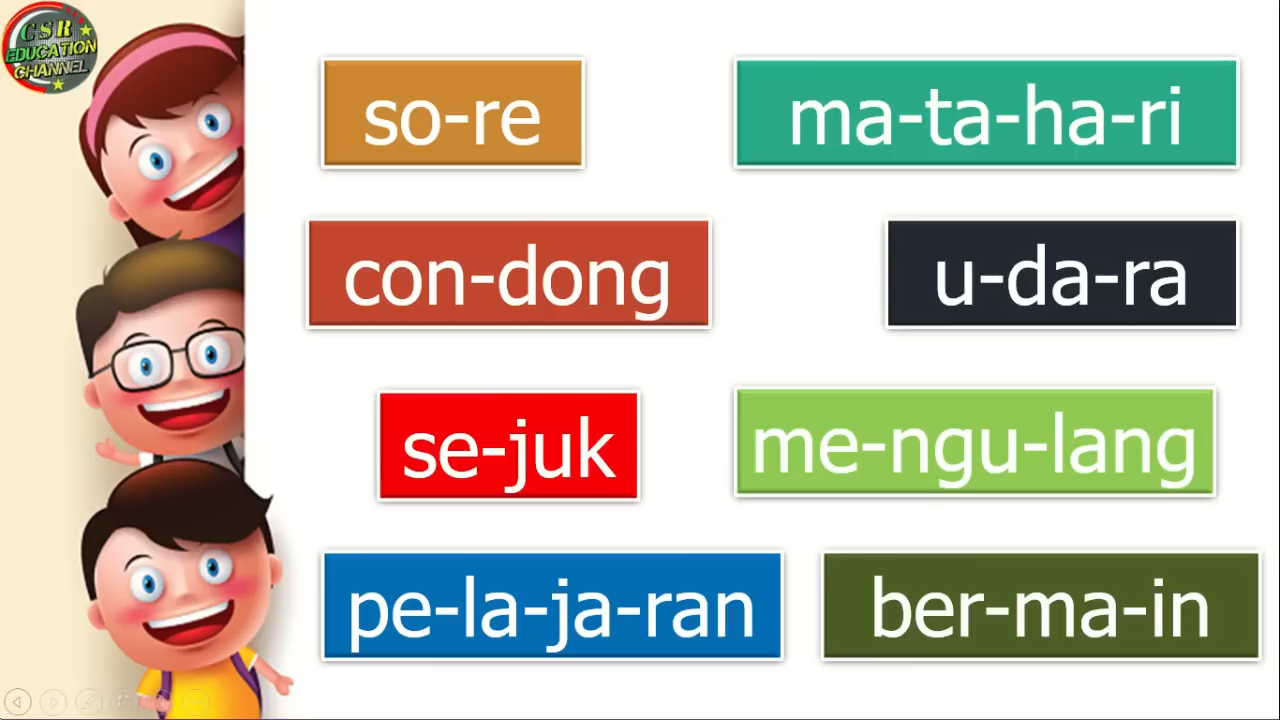 CSR
EDUCATION
CHANNEL
so-re
ma-ta-ha-ri
con-dong
u-da-ra
se-juk
me-ngu-lang
pe-la-ja-ran
ber-ma-in